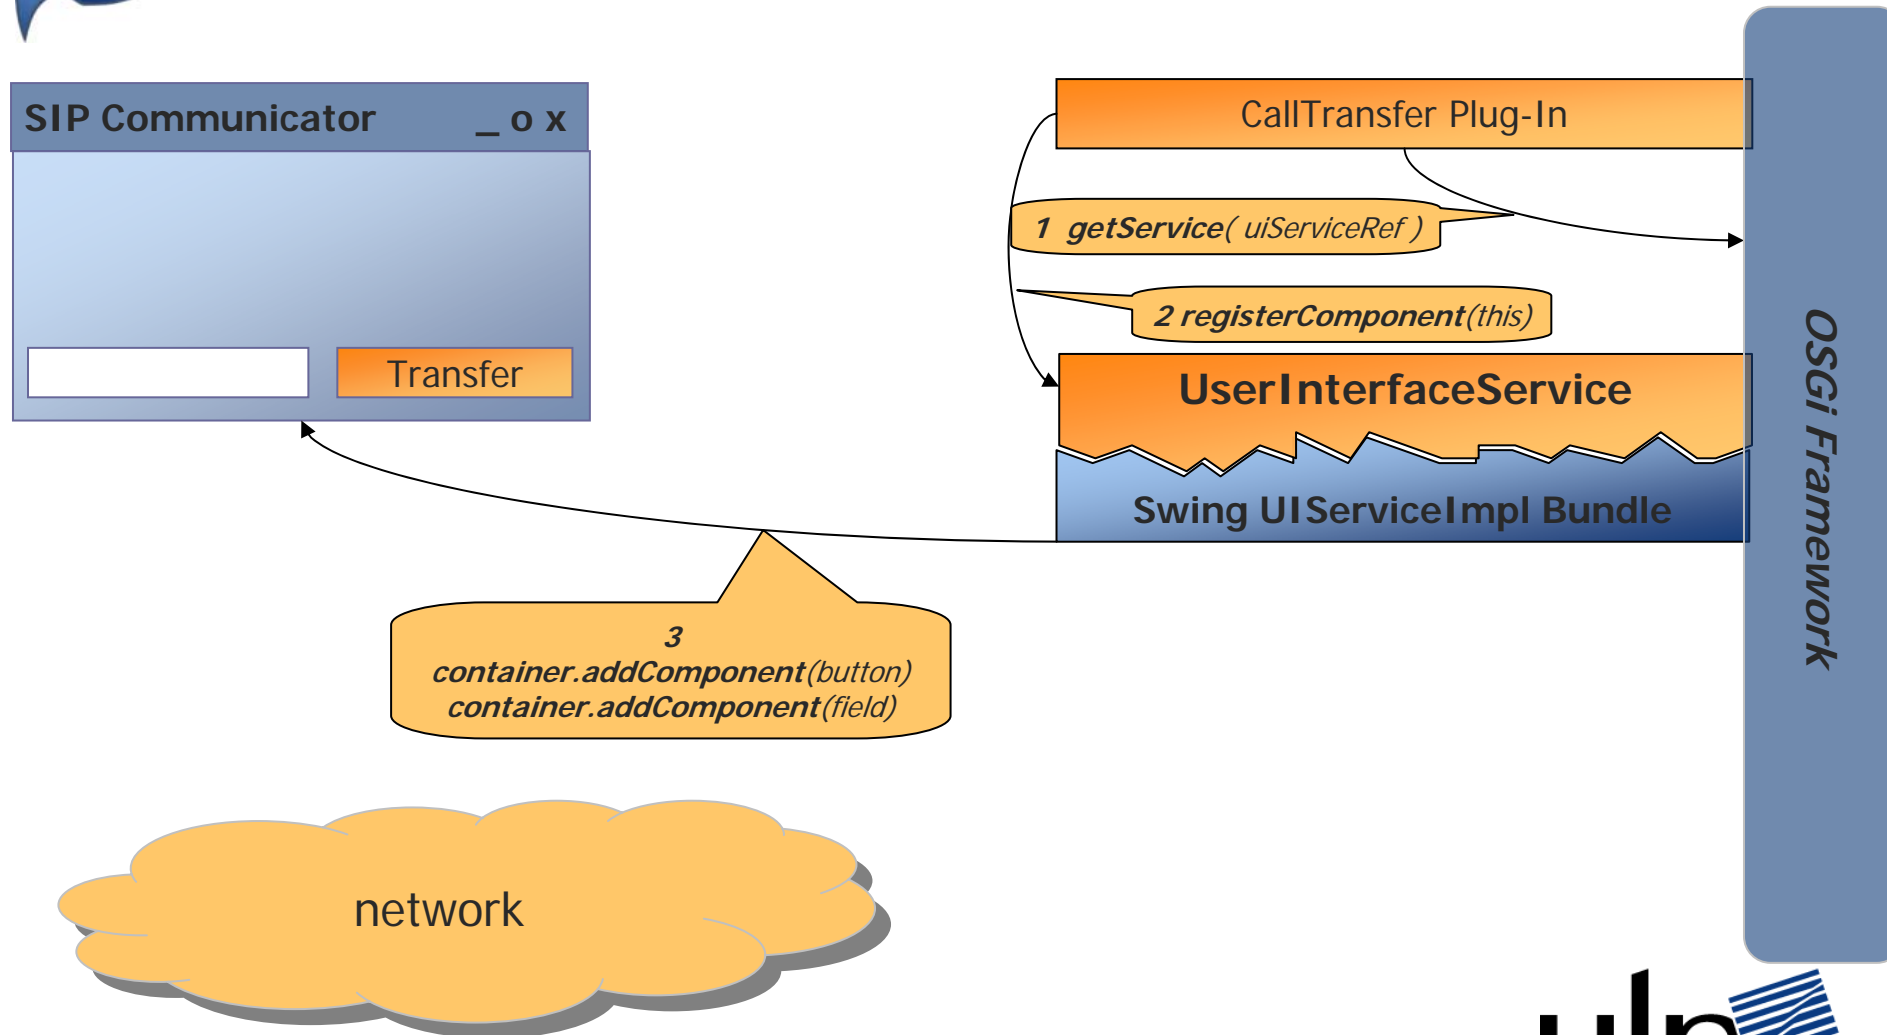 SIP Communicator _ o x
CallTransfer Plug-In
1 getService( uiServiceRef )
2 registerComponent(this)
Transfer
UserInterfaceService
Swing UIServiceImpl Bundle
OSGi Framework
3
container.addComponent(button)
container.addComponent(field)
network
ulp